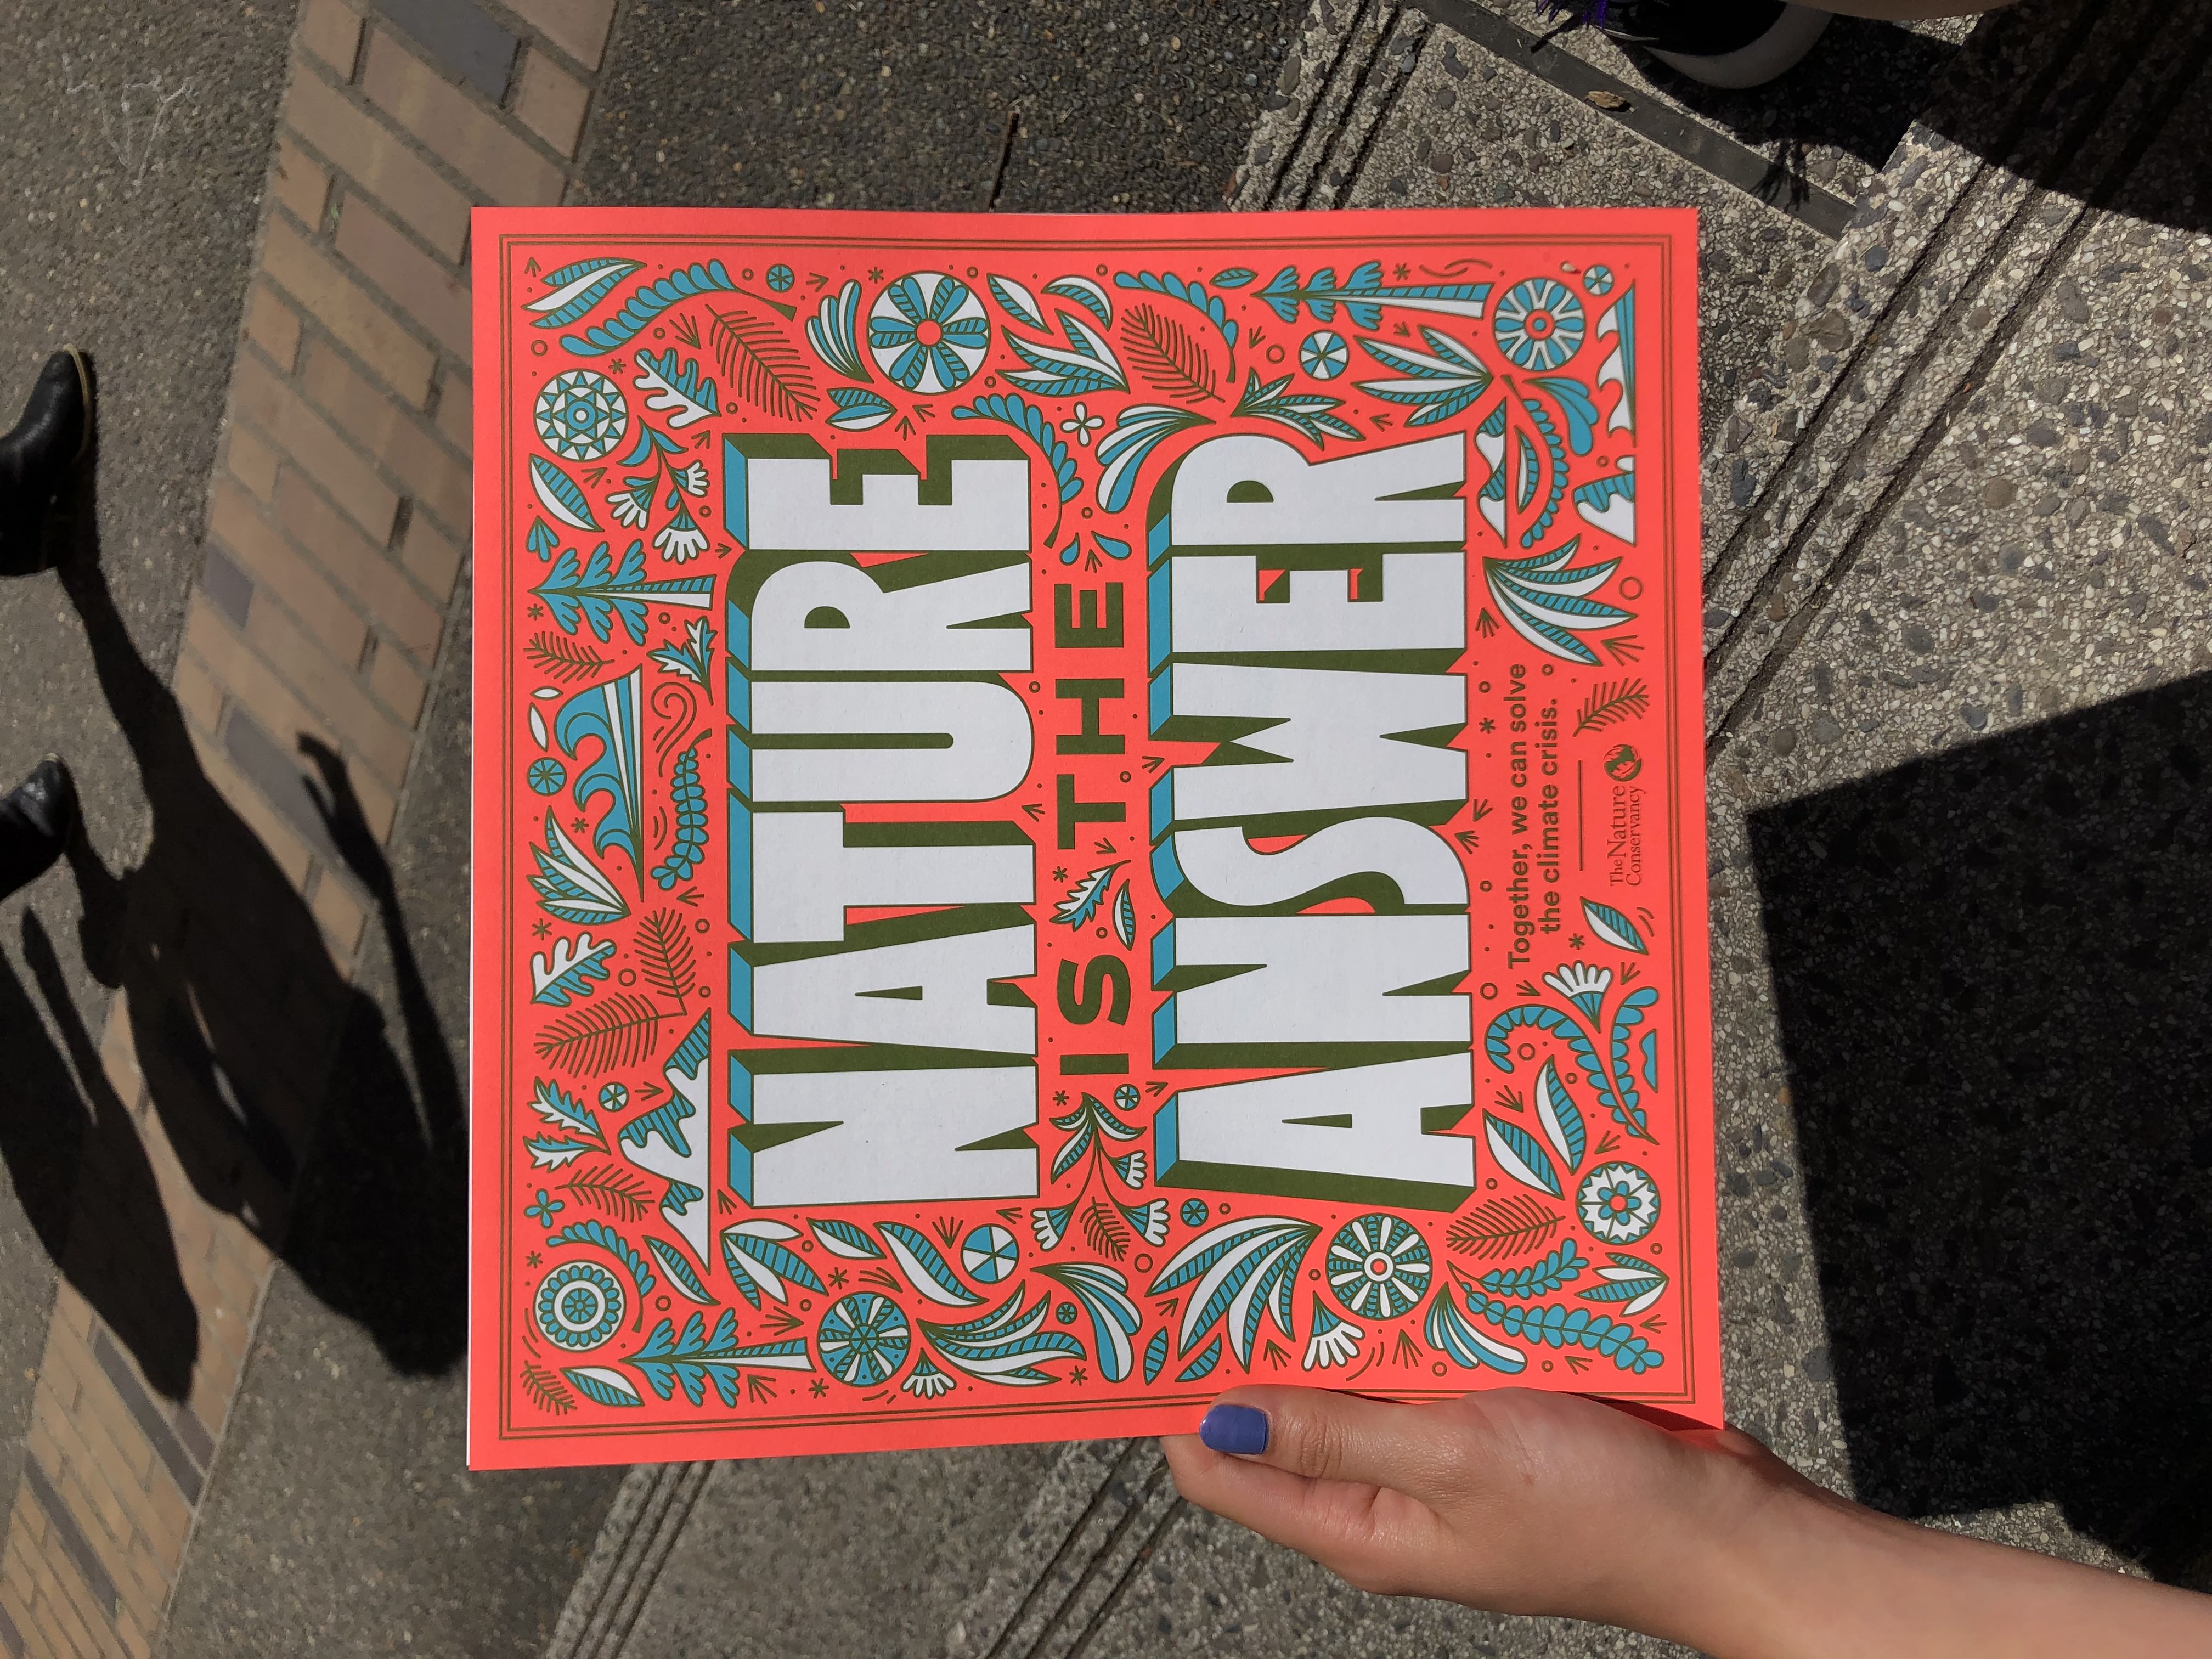 NATURE
IS THE
ANSWER
Together, we can solve
the climate crisis.
The Nature
Conservancy